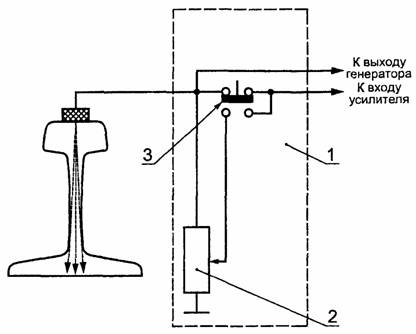 К выходу
генератора
К входу
усилителя
3
1
2